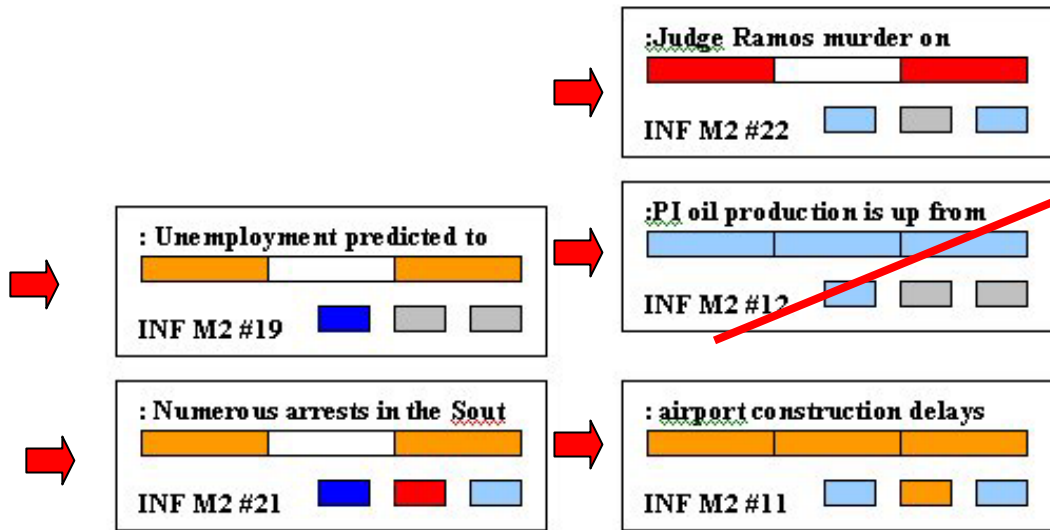 :Judge Ramos murder on
INF M2 #22
:PI oil production is up from
INF M2 #12
: Unemployment predicted to
INF M2 #19
: Numerous arrests in the Sout
INF M2 #21
: airport construction delays
INF M2 #11